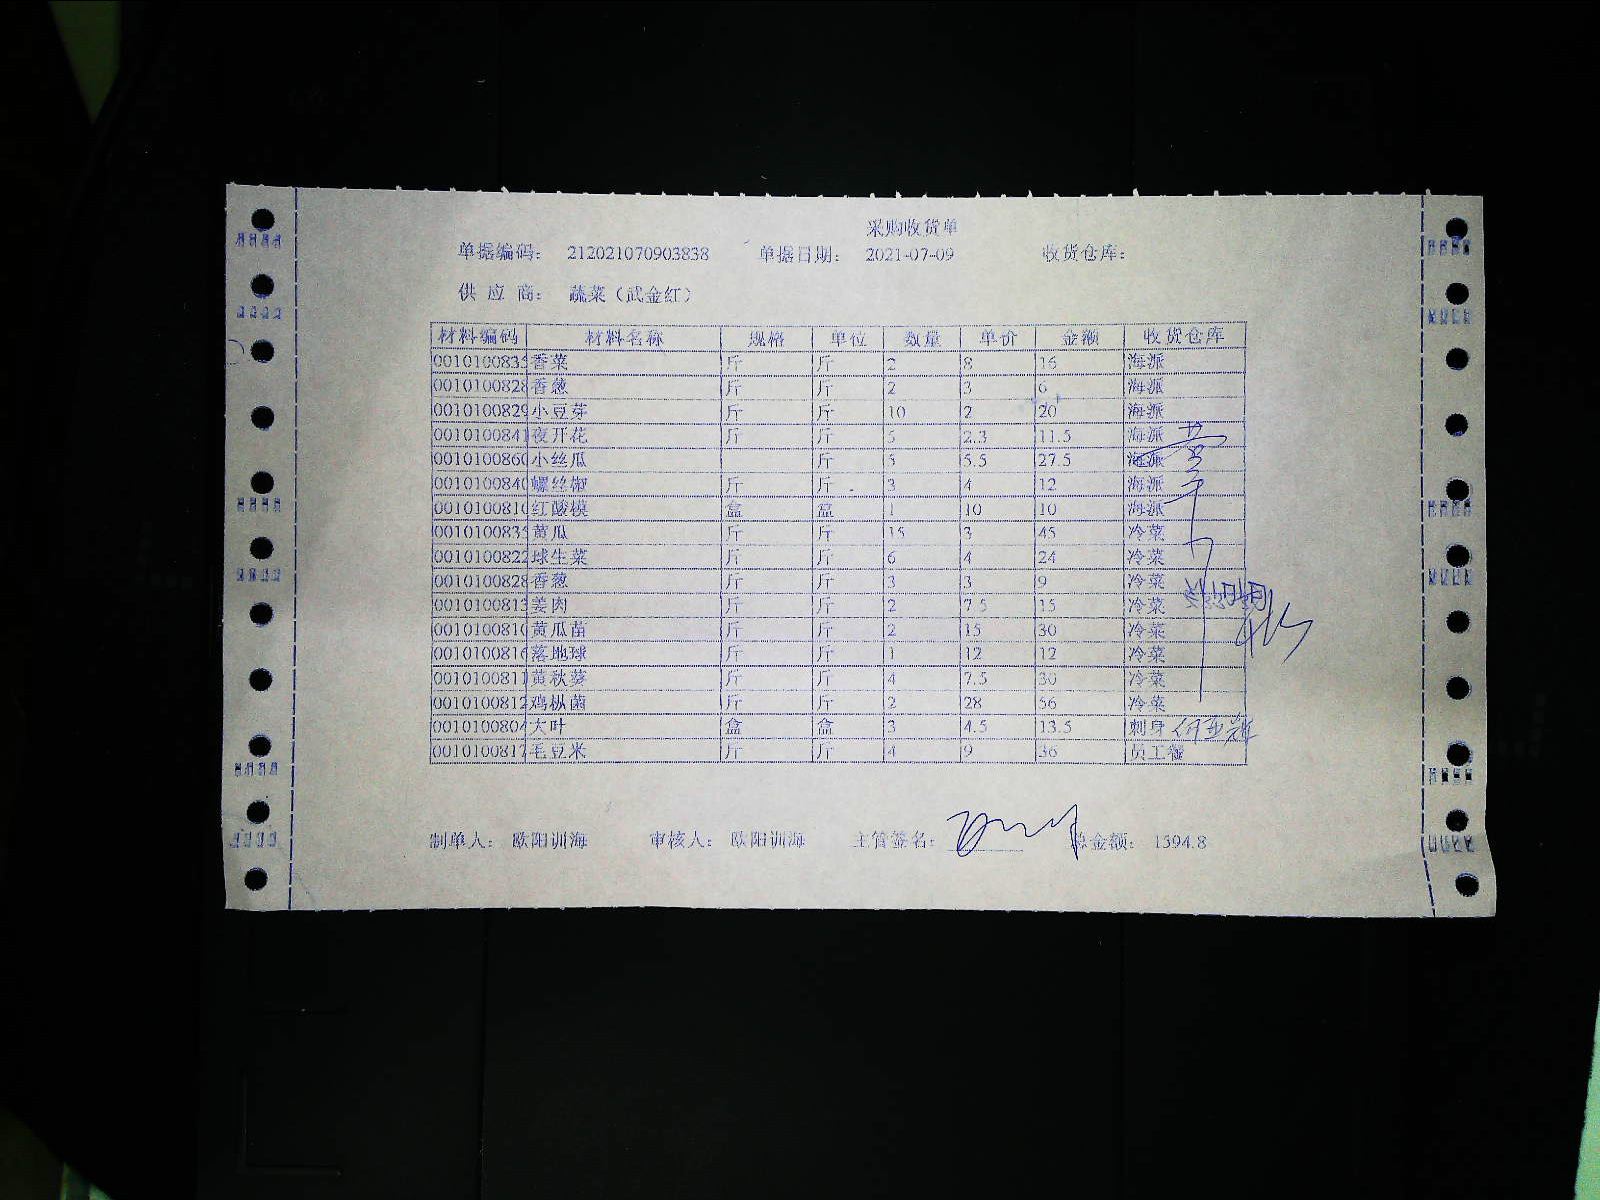 采购收货单
单据编码： 212021070903838 单据日期： 2021-07-09 收货仓库：
供 应 商： 蔬菜（武金红）
材料编码 材料名称 规格 单位 数量 单价 金额 收货仓库
0010100835 香菜 斤 斤 2 8 16 海派
0010100828 香葱 斤 斤 2 3 6 海派
0010100829 小豆芽 斤 斤 10 2 20 海派
0010100841 夜开花 斤 斤 5 2.3 11.5 海派
0010100860 小丝瓜 斤 5 5.5 27.5 海派
0010100840 螺丝椒 斤 斤 3 4 12 海派
0010100810 红酸模 盒 盒 1 10 10 海派
0010100835 黄瓜 斤 斤 15 3 45 冷菜
0010100822 球生菜 斤 斤 6 4 24 冷菜
0010100828 香葱 斤 斤 3 3 9 冷菜
0010100813 姜肉 斤 斤 2 7.5 15 冷菜
0010100810 黄瓜苗 斤 斤 2 15 30 冷菜
0010100816 落地球 斤 斤 1 12 12 冷菜
0010100811 黄秋葵 斤 斤 4 7.5 30 冷菜
0010100812 鸡枞菌 斤 斤 2 28 56 冷菜
0010100804 大叶 盒 盒 3 4.5 13.5 刺身
0010100817 毛豆米 斤 斤 4 9 36 员工餐
制单人： 欧阳训海 审核人： 欧阳训海 主管签名： 总金额： 1594.8